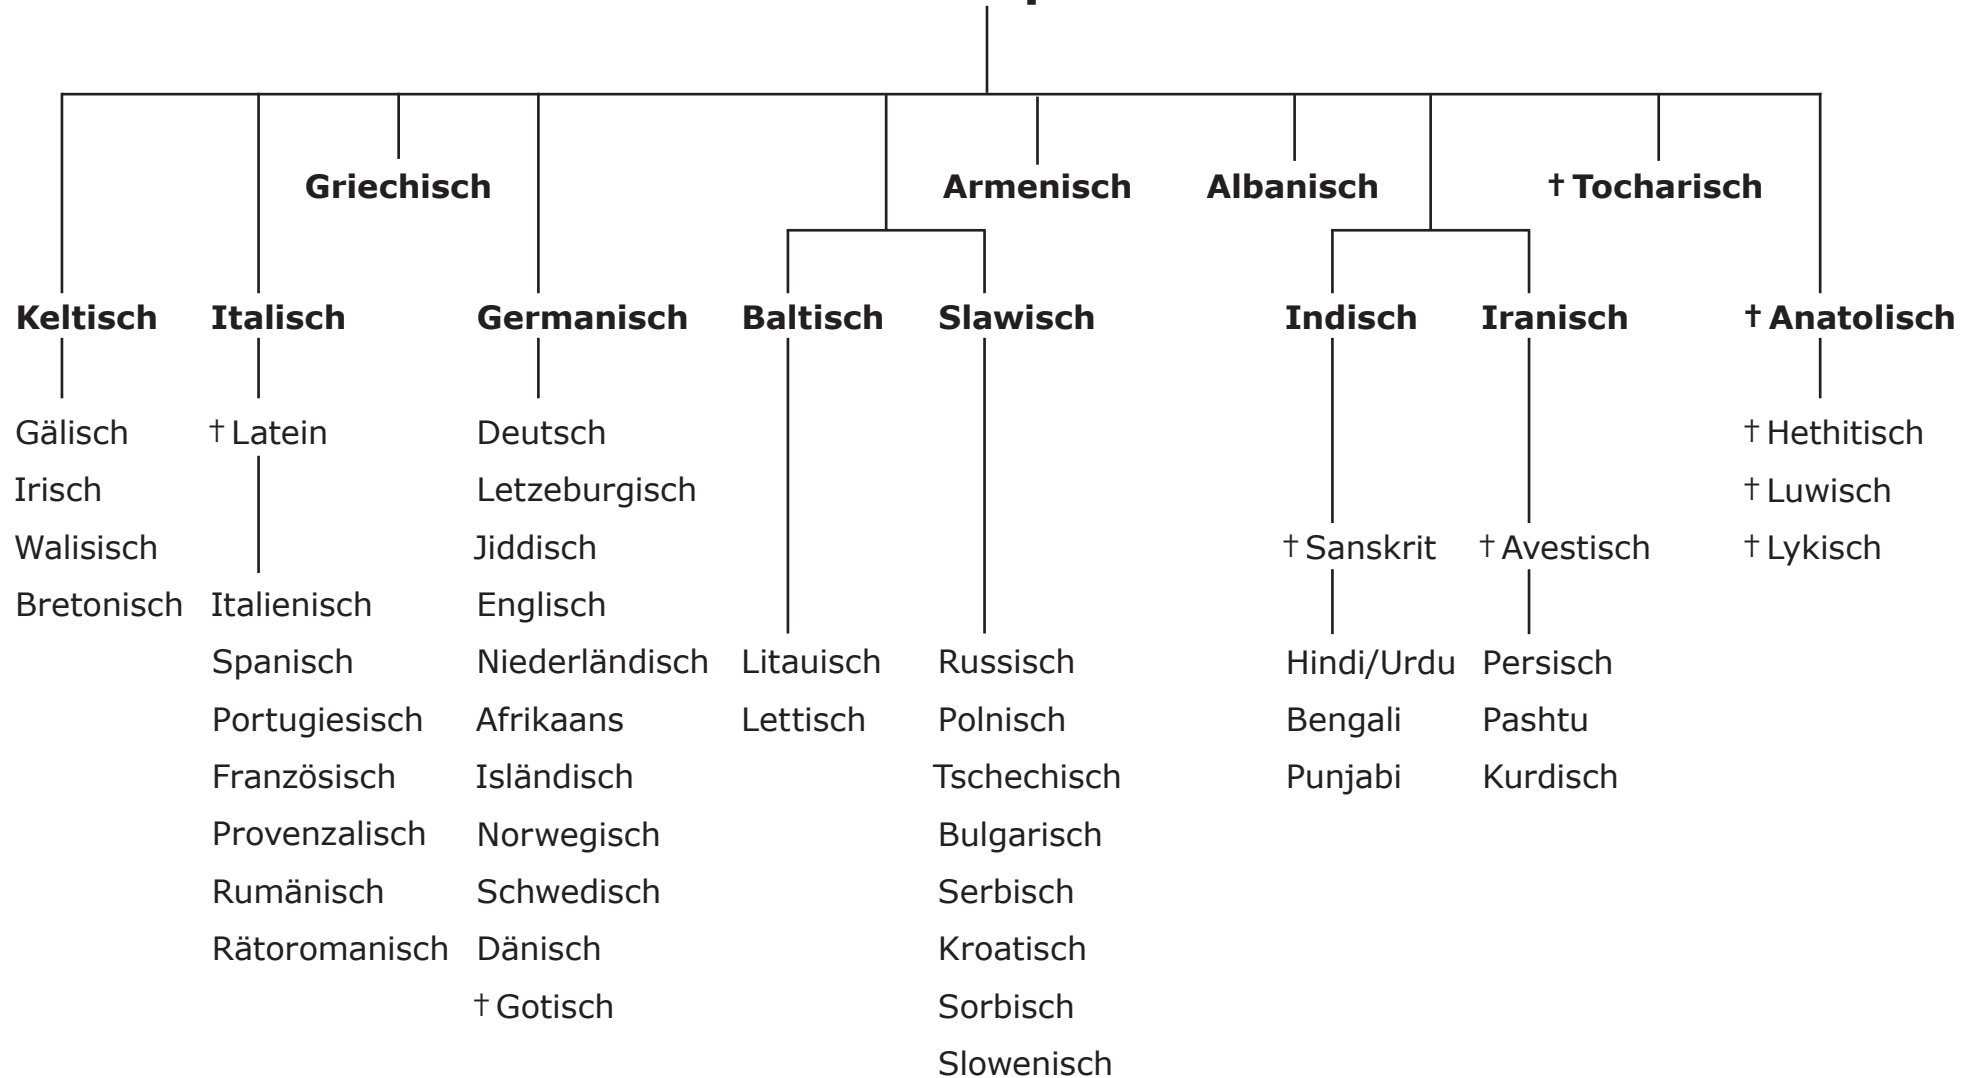 Griechisch Armenisch Albanisch † Tocharisch
Keltisch Italisch Germanisch Baltisch Slawisch Indisch Iranisch † Anatolisch
Gälisch † Latein Deutsch † Hethitisch
Irisch Letzeburgisch † Luwisch
Walisisch Jiddisch † Sanskrit † Avestisch † Lykisch
Bretonisch Italienisch Englisch
Spanisch Niederländisch Litauisch Russisch Hindi/Urdu Persisch
Portugiesisch Afrikaans Lettisch Polnisch Bengali Pashtu
Französisch Isländisch Tschechisch Punjabi Kurdisch
Provenzalisch Norwegisch Bulgarisch
Rumänisch Schwedisch Serbisch
Rätoromanisch Dänisch Kroatisch
† Gotisch Sorbisch
Slowenisch